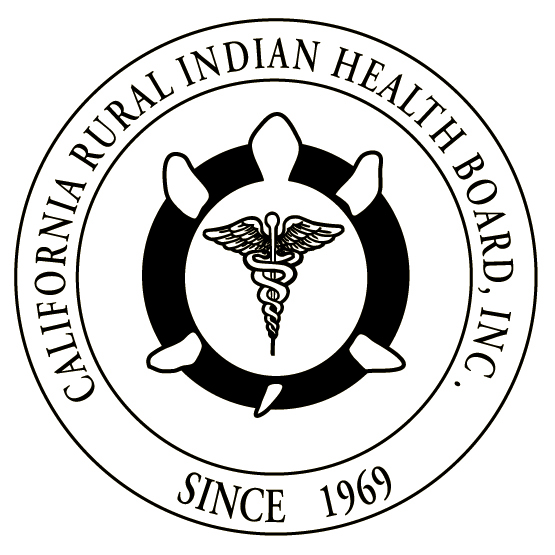 CALIFORNIA RURAL INDIAN HEALTH BOARD, INC.
SINCE 1969